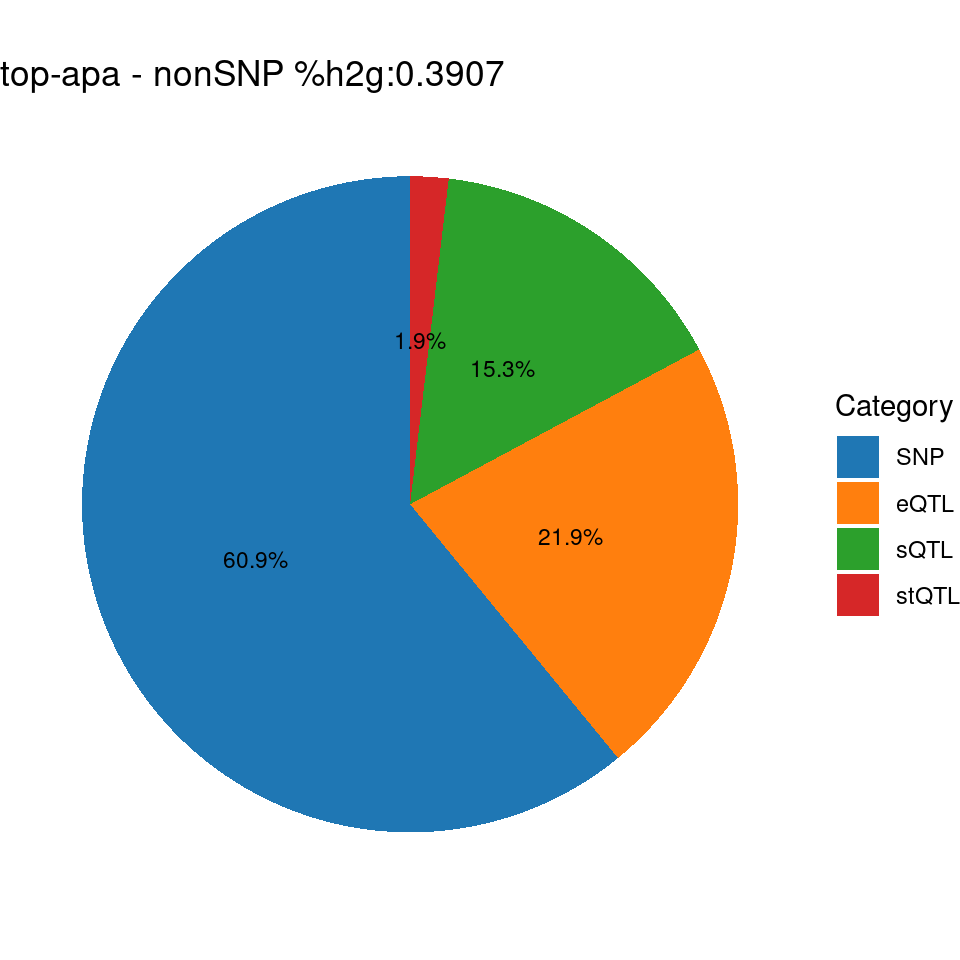 top-apa - nonSNP %h2g:0.3907
1.9%
15.3%
21.9%
60.9%
Category
SNP
eQTL
sQTL
stQTL